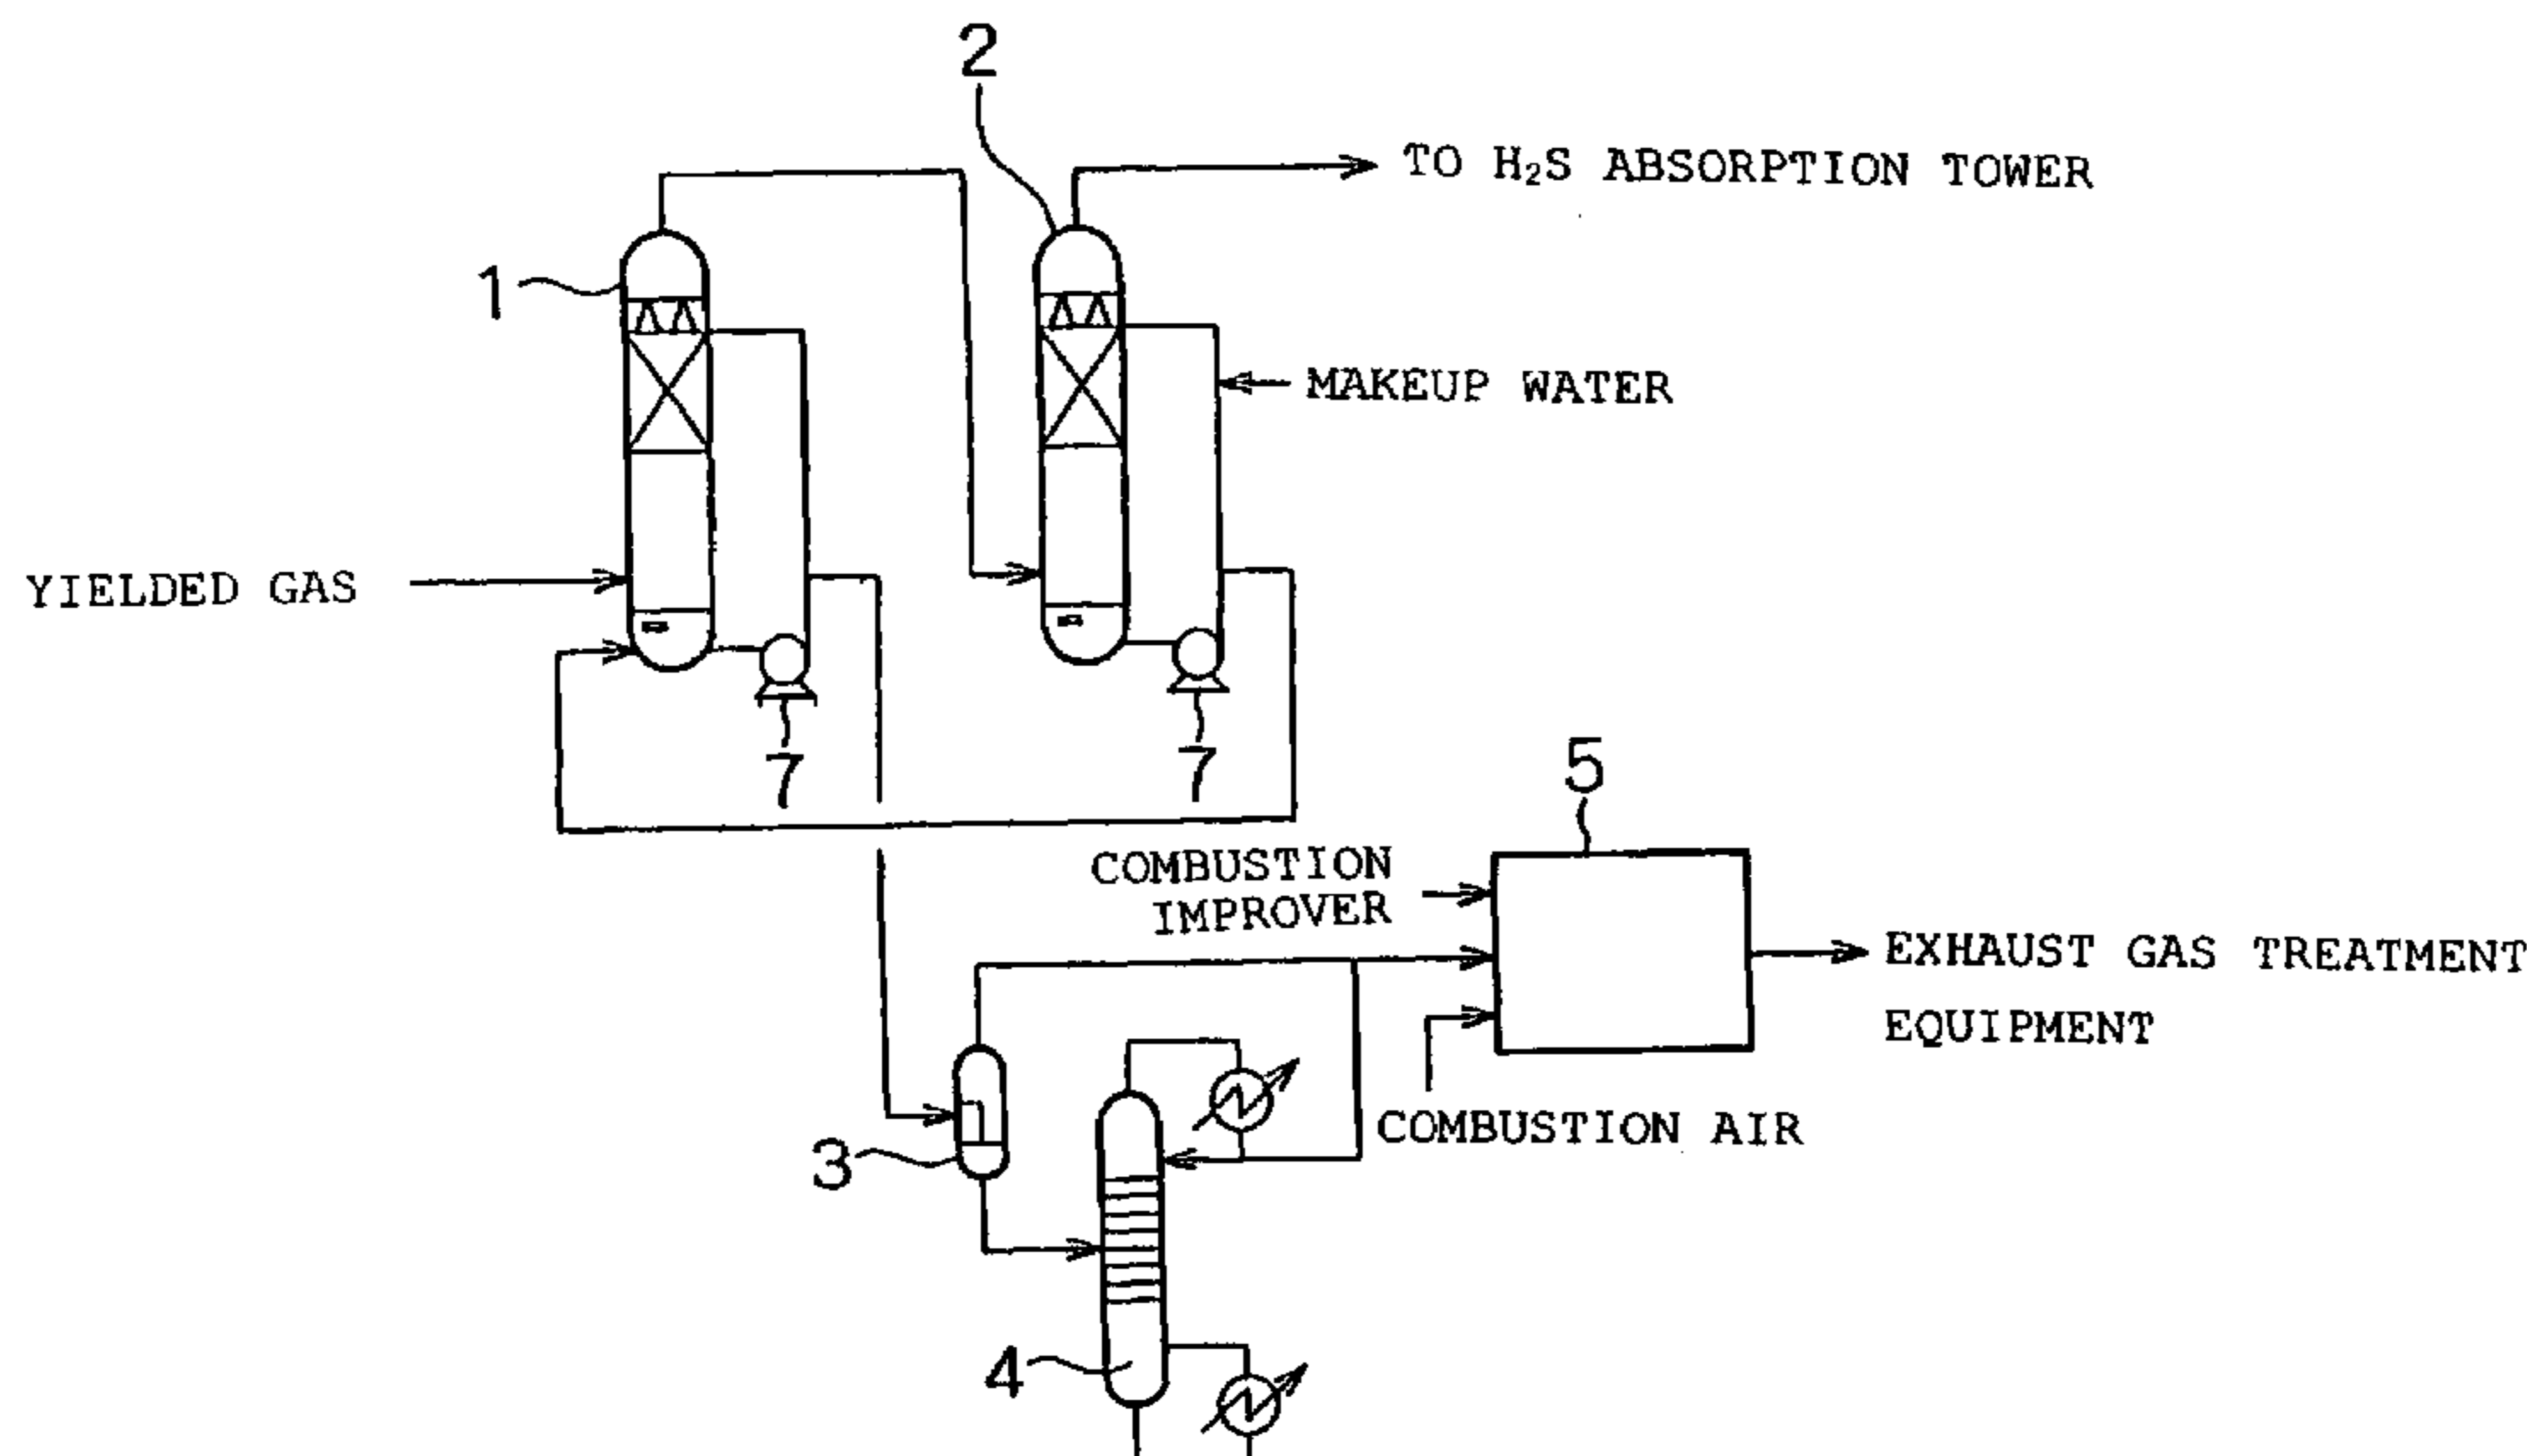 2
TO H₂S ABSORPTION TOWER
1
MAKEUP WATER
YIELDED GAS
7
7
5
COMBUSTION
IMPROVER
EXHAUST GAS TREATMENT
EQUIPMENT
COMBUSTION AIR
3
4